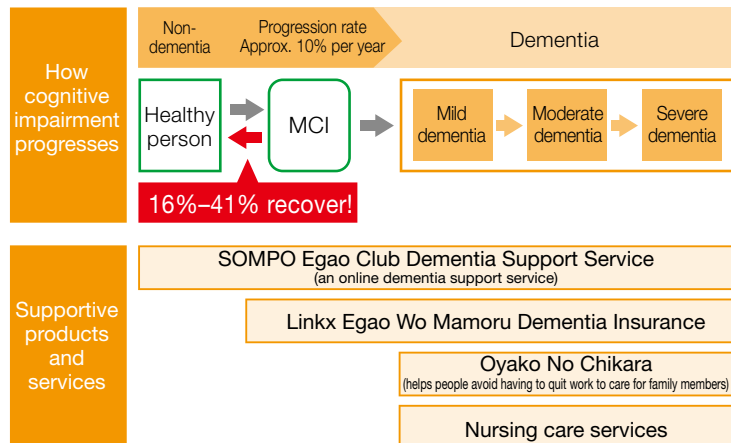 How
cognitive
impairment
progresses
Non-
dementia
Progression rate
Approx. 10% per year
Dementia
Healthy
person
MCI
Mild
dementia
Moderate
dementia
Severe
dementia
16%–41% recover!
Supportive
products
and
services
SOMPO Egao Club Dementia Support Service
(an online dementia support service)
Linkx Egao Wo Mamoru Dementia Insurance
Oyako No Chikara
(helps people avoid having to quit work to care for family members)
Nursing care services